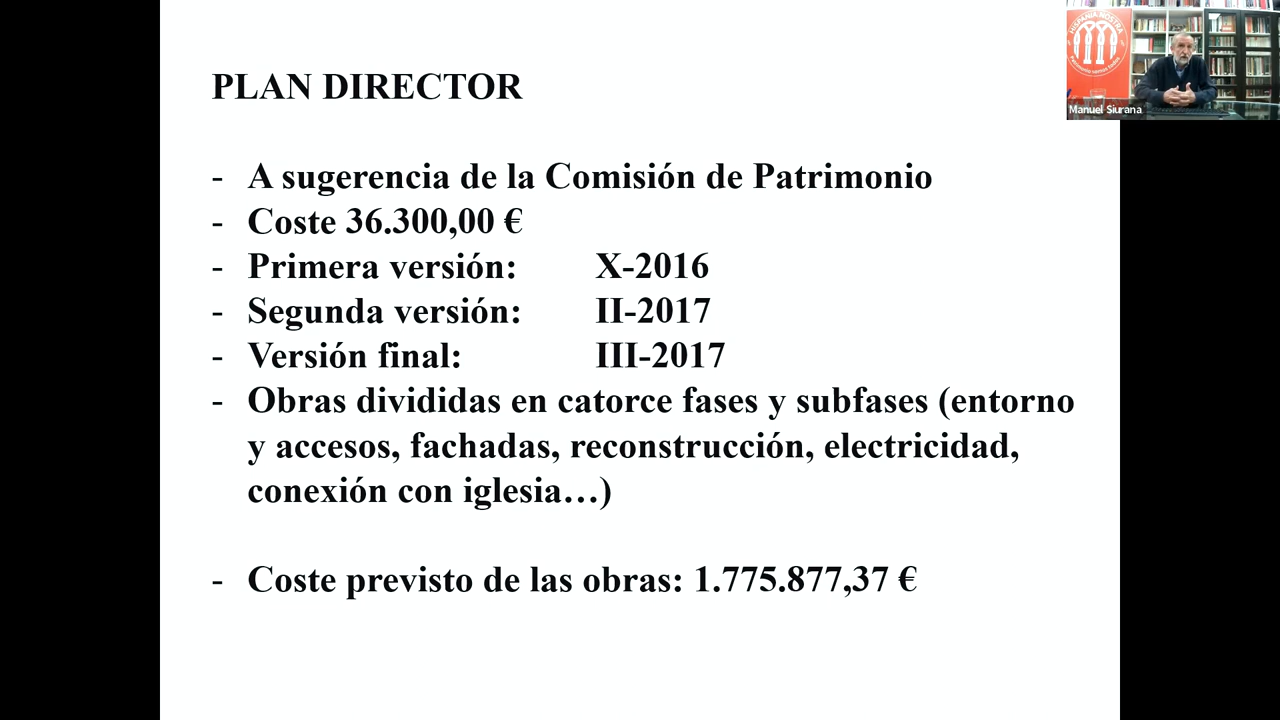 PLAN DIRECTOR
- A sugerencia de la Comisión de Patrimonio
- Coste 36.300,00 €
- Primera versión: X-2016
- Segunda versión: II-2017
- Versión final: III-2017
- Obras divididas en catorce fases y subfases (entorno
y accesos, fachadas, reconstrucción, electricidad,
conexión con iglesia…)
- Coste previsto de las obras: 1.775.877,37 €
HISPANIA NOSTRA
Manuel Siurana